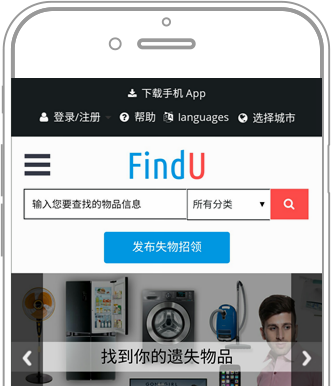 下载手机 App
登录/注册 帮助 languages 选择城市
FindU
输入您要查找的物品信息 所有分类
发布失物招领
找到你的遗失物品